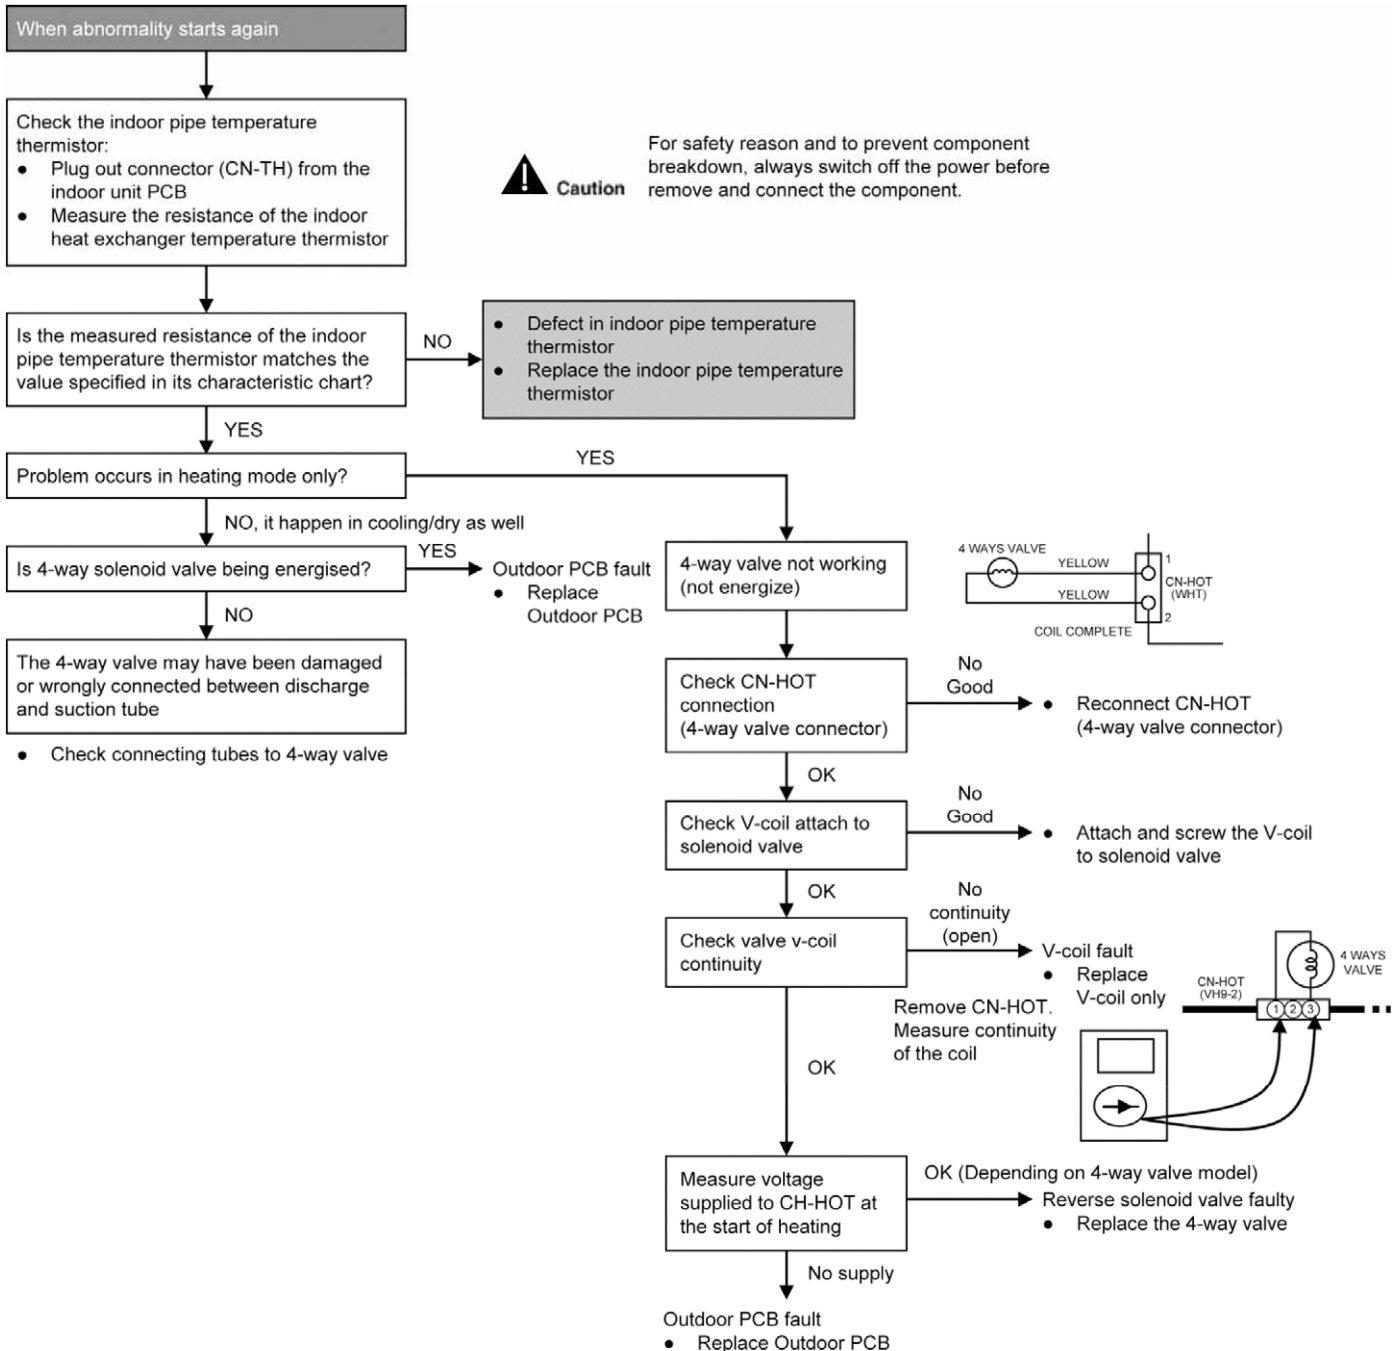 When abnormality starts again
Check the indoor pipe temperature
thermistor:
● Plug out connector (CN-TH) from the
indoor unit PCB
● Measure the resistance of the indoor
heat exchanger temperature thermistor
Caution
For safety reason and to prevent component
breakdown, always switch off the power before
remove and connect the component.
Is the measured resistance of the indoor
pipe temperature thermistor matches the
value specified in its characteristic chart?
NO
● Defect in indoor pipe temperature
thermistor
● Replace the indoor pipe temperature
thermistor
YES
Problem occurs in heating mode only?
YES
NO, it happen in cooling/dry as well
Is 4-way solenoid valve being energised?
YES
Outdoor PCB fault
● Replace
Outdoor PCB
NO
The 4-way valve may have been damaged
or wrongly connected between discharge
and suction tube
● Check connecting tubes to 4-way valve
4-way valve not working
(not energize)
4 WAYS VALVE
YELLOW
YELLOW
1
CN-HOT
(WHT)
2
COIL COMPLETE
Check CN-HOT
connection
(4-way valve connector)
No
Good
● Reconnect CN-HOT
(4-way valve connector)
OK
Check V-coil attach to
solenoid valve
No
Good
● Attach and screw the V-coil
to solenoid valve
OK
Check valve v-coil
continuity
No
continuity
(open)
V-coil fault
● Replace
V-coil only
Remove CN-HOT.
Measure continuity
of the coil
4 WAYS
VALVE
CN-HOT
(VH9-2)
1 2 3
OK
Measure voltage
supplied to CH-HOT at
the start of heating
OK (Depending on 4-way valve model)
Reverse solenoid valve faulty
● Replace the 4-way valve
No supply
Outdoor PCB fault
● Replace Outdoor PCB